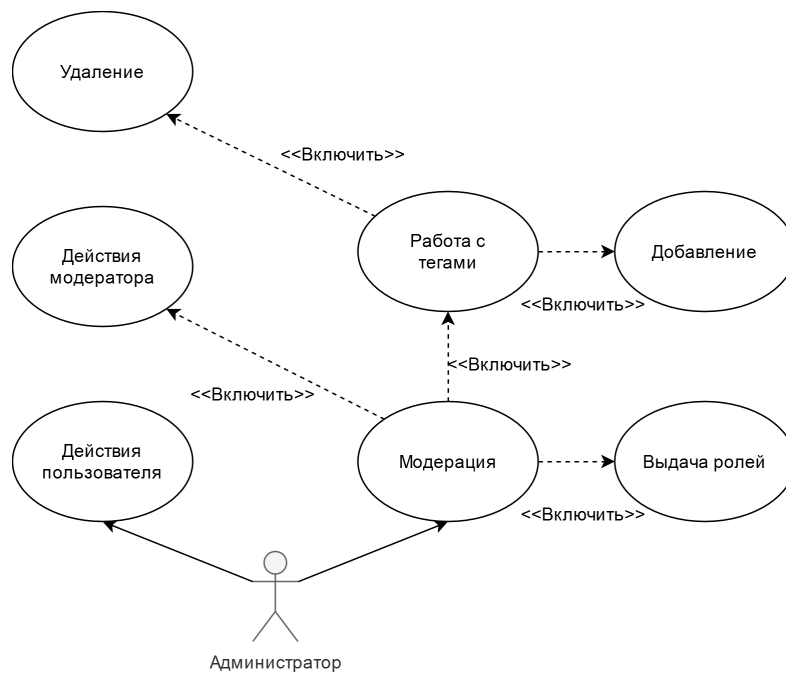 Удаление
<<Включить>>
Работа с
тегами
Добавление
<<Включить>>
Действия
модератора
<<Включить>>
<<Включить>>
Действия
пользователя
Модерация
Выдача ролей
<<Включить>>
Администратор